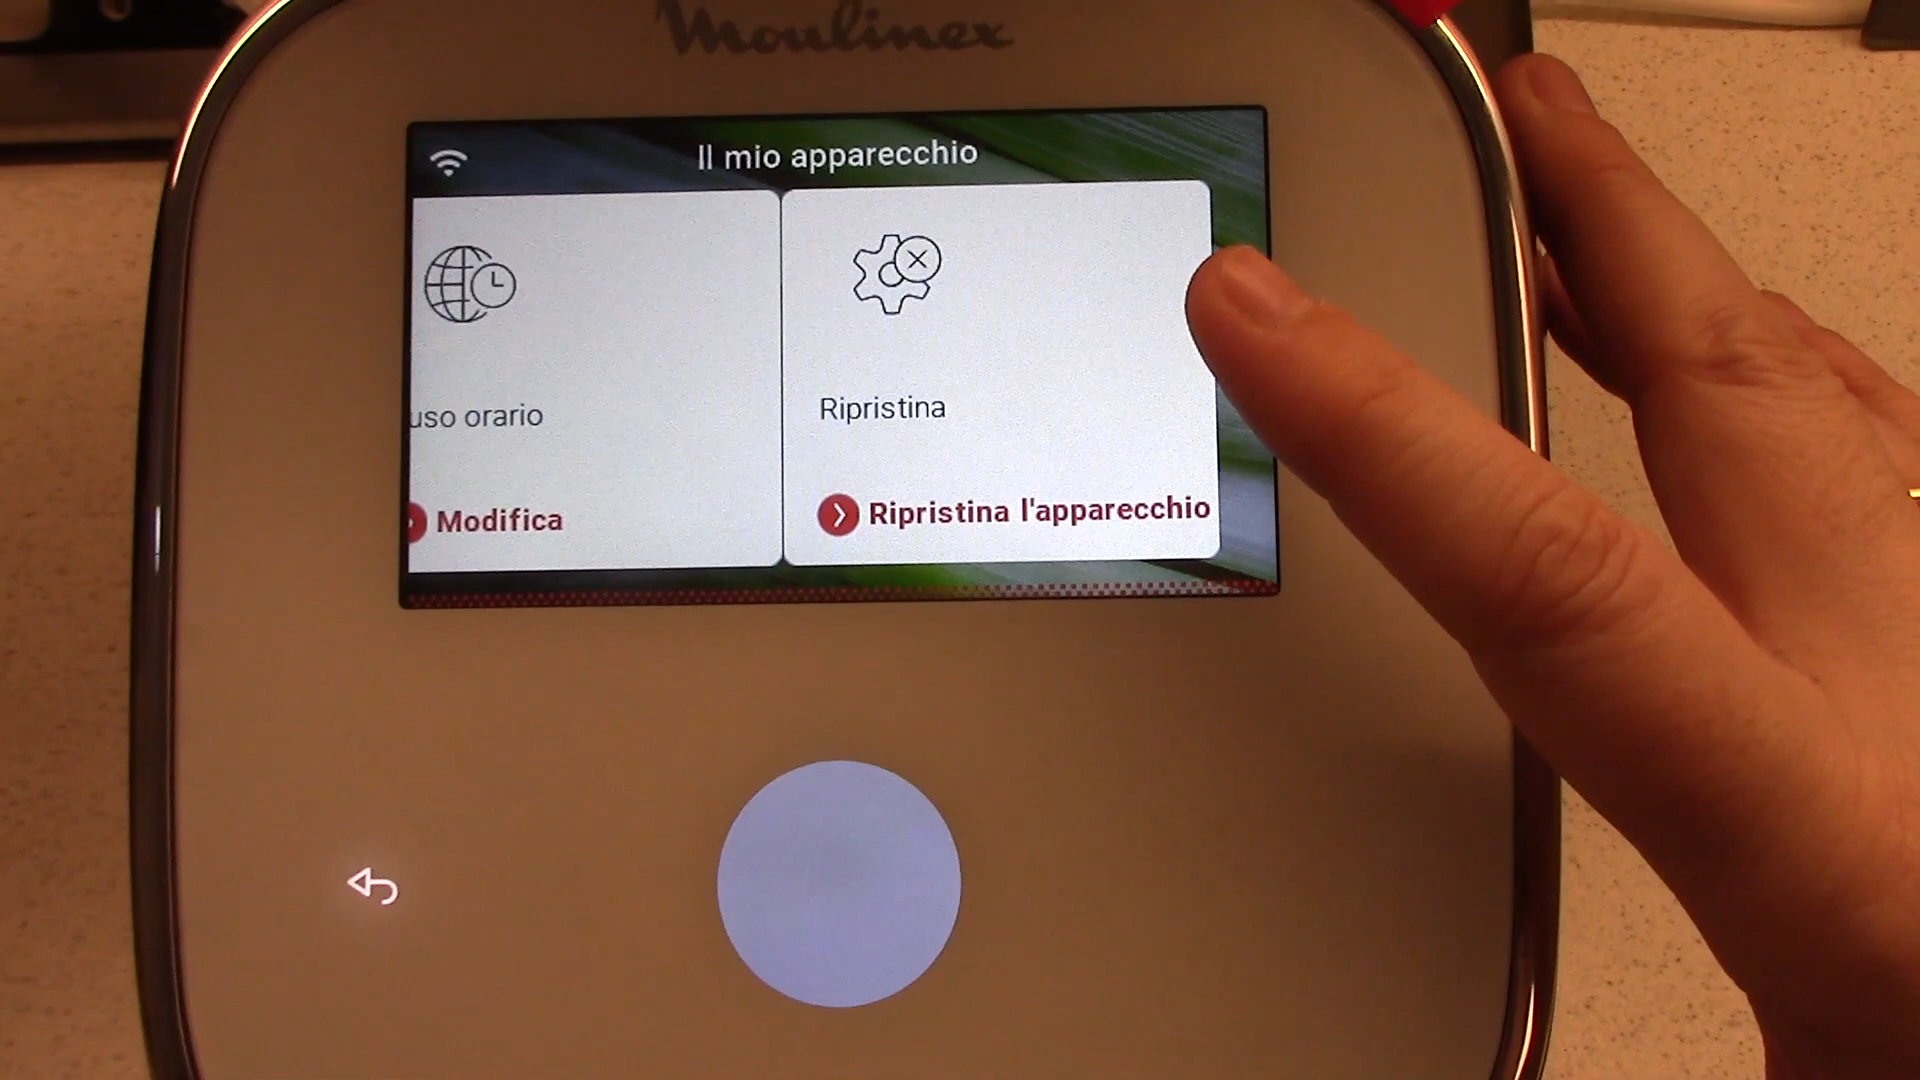 Moulinex
Il mio apparecchio
uso orario
Modifica
Ripristina
Ripristina l'apparecchio